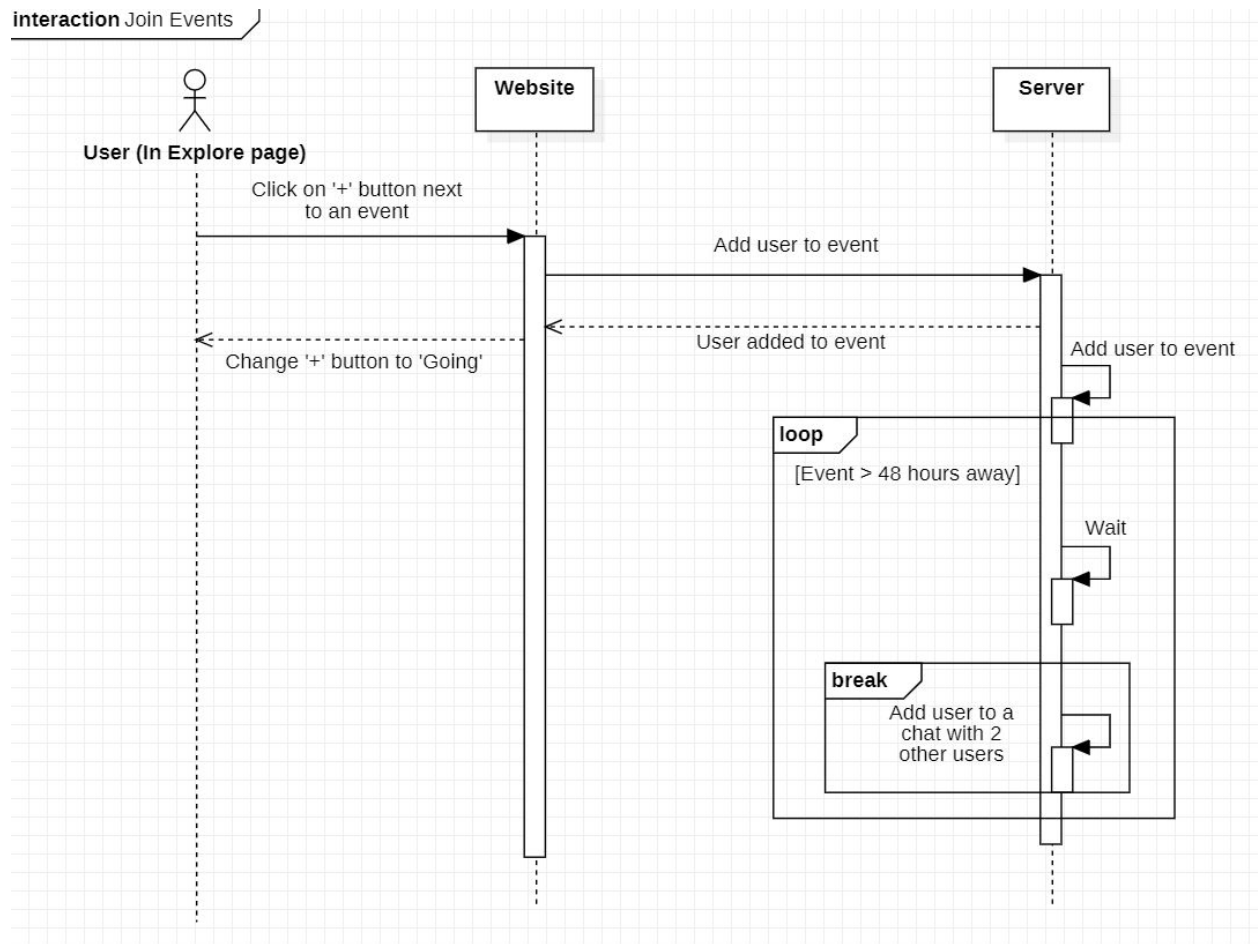 interaction Join Events
Website
Server
User (In Explore page)
Click on '+' button next
to an event
Add user to event
User added to event
Change '+' button to 'Going'
Add user to event
loop
[Event > 48 hours away]
Wait
break
Add user to a
chat with 2
other users